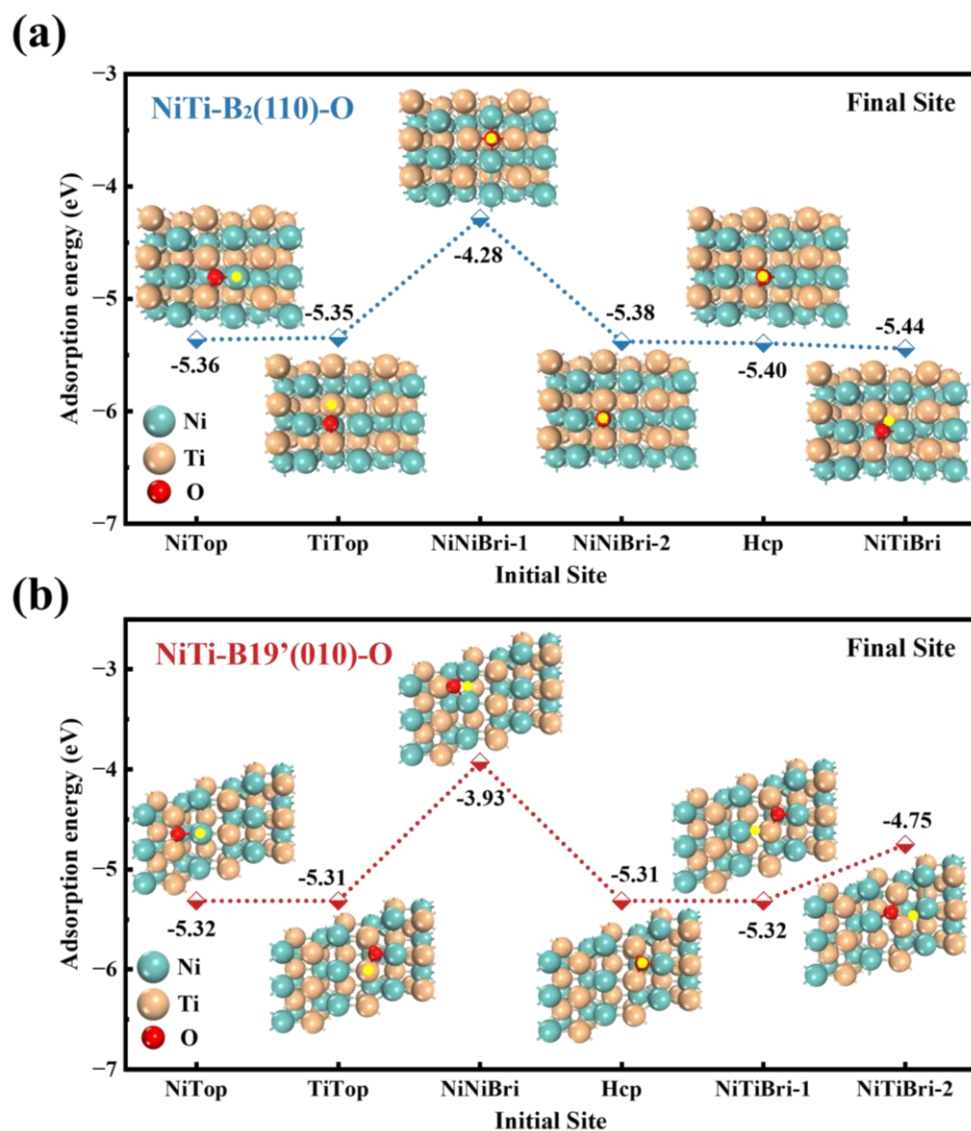 (a)
Adsorption energy (eV)
−3
−4
−5
−6
−7
NiTi-B₂(110)-O
Final Site
-5.36
-5.35
-4.28
-5.38
-5.40
-5.44
Ni
Ti
O
NiTop TiTop NiNiBri-1 NiNiBri-2 Hcp NiTiBri
Initial Site
(b)
Adsorption energy (eV)
−3
−4
−5
−6
−7
NiTi-B19’(010)-O
Final Site
-5.32
-5.31
-3.93
-5.31
-5.32
-4.75
Ni
Ti
O
NiTop TiTop NiNiBri Hcp NiTiBri-1 NiTiBri-2
Initial Site